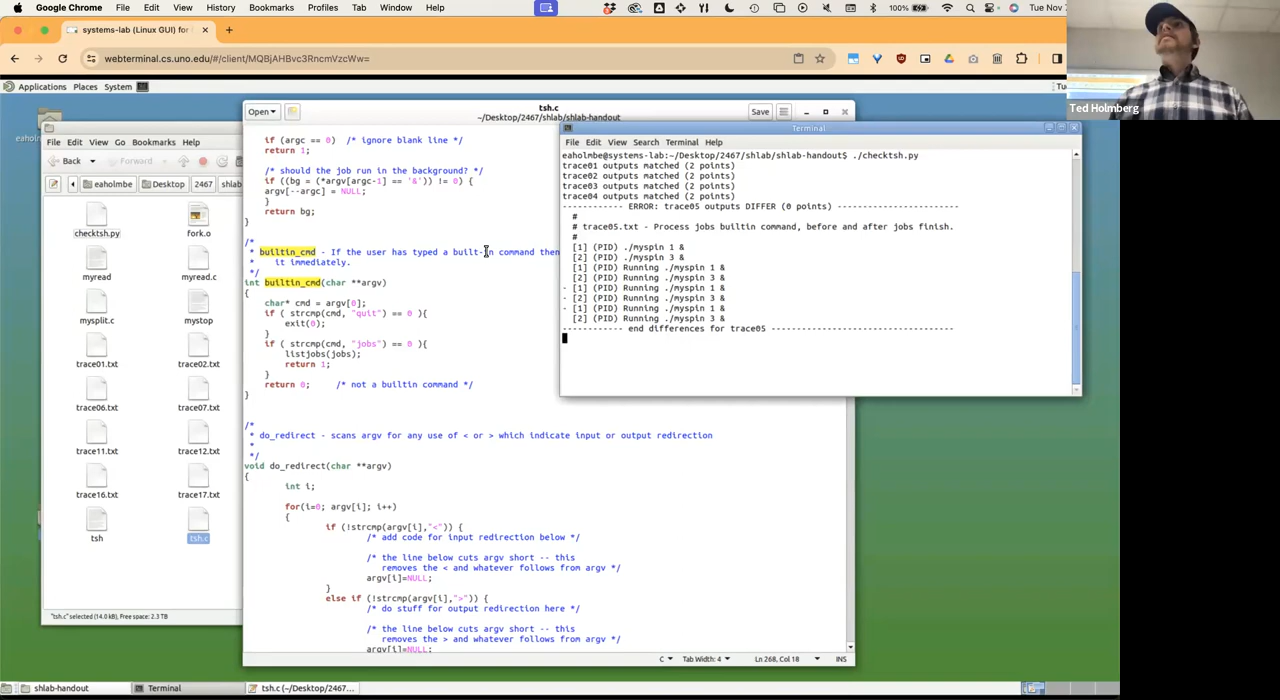 Google Chrome File Edit View History Bookmarks Profiles Tab Window Help 100% Tue Nov
systems-lab (Linux GUI) for
webterminal.cs.uno.edu/#/client/MQBjAHBvc3RncmVzcWw=
Ted Holmberg
Applications Places System Tu
tsh.c
~/Desktop/2467/shlab/shlab-handout
Open Save
File Edit View Bookmarks Help
Back Forward
eaholmbe Desktop 2467 shlab
checktsh.py fork.o
myread myread.c
mysplit.c mystop
trace01.txt trace02.txt
trace06.txt trace07.txt
trace11.txt trace12.txt
trace16.txt trace17.txt
tsh tsh.c
"tsh.c" selected (14.0 kB), Free space: 2.3 TB
if (argc == 0) /* ignore blank line */
return 1;
/* should the job run in the background? */
if ((bg = (*argv[argc-1] == '&')) != 0) {
argv[--argc] = NULL;
}
return bg;
}
/*
* builtin_cmd - If the user has typed a built-in command then
* it immediately.
*/
int builtin_cmd(char **argv)
{
char* cmd = argv[0];
if ( strcmp(cmd, "quit") == 0 ){
exit(0);
}
if ( strcmp(cmd, "jobs") == 0 ){
listjobs(jobs);
return 1;
}
return 0; /* not a builtin command */
}
/*
* do_redirect - scans argv for any use of < or > which indicate input or output redirection
*
*/
void do_redirect(char **argv)
{
int i;
for(i=0; argv[i]; i++)
{
if (!strcmp(argv[i],"<")) {
/* add code for input redirection below */
/* the line below cuts argv short -- this
removes the < and whatever follows from argv */
argv[i]=NULL;
}
else if (!strcmp(argv[i],">")) {
/* do stuff for output redirection here */
/* the line below cuts argv short -- this
removes the > and whatever follows from argv */
argv[i]=NULL;
C Tab Width: 4 Ln 268, Col 18 INS
Terminal
File Edit View Search Terminal Help
eaholmbe@systems-lab:~/Desktop/2467/shlab/shlab-handout$ ./checktsh.py
trace01 outputs matched (2 points)
trace02 outputs matched (2 points)
trace03 outputs matched (2 points)
trace04 outputs matched (2 points)
------------ ERROR: trace05 outputs DIFFER (0 points) -----------------------
#
# trace05.txt - Process jobs builtin command, before and after jobs finish.
#
[1] (PID) ./myspin 1 &
[2] (PID) ./myspin 3 &
[1] (PID) Running ./myspin 1 &
[2] (PID) Running ./myspin 3 &
- [1] (PID) Running ./myspin 1 &
- [2] (PID) Running ./myspin 3 &
- [1] (PID) Running ./myspin 1 &
[2] (PID) Running ./myspin 3 &
------------ end differences for trace05 ---------------------------------
shlab-handout Terminal tsh.c (~/Desktop/2467...